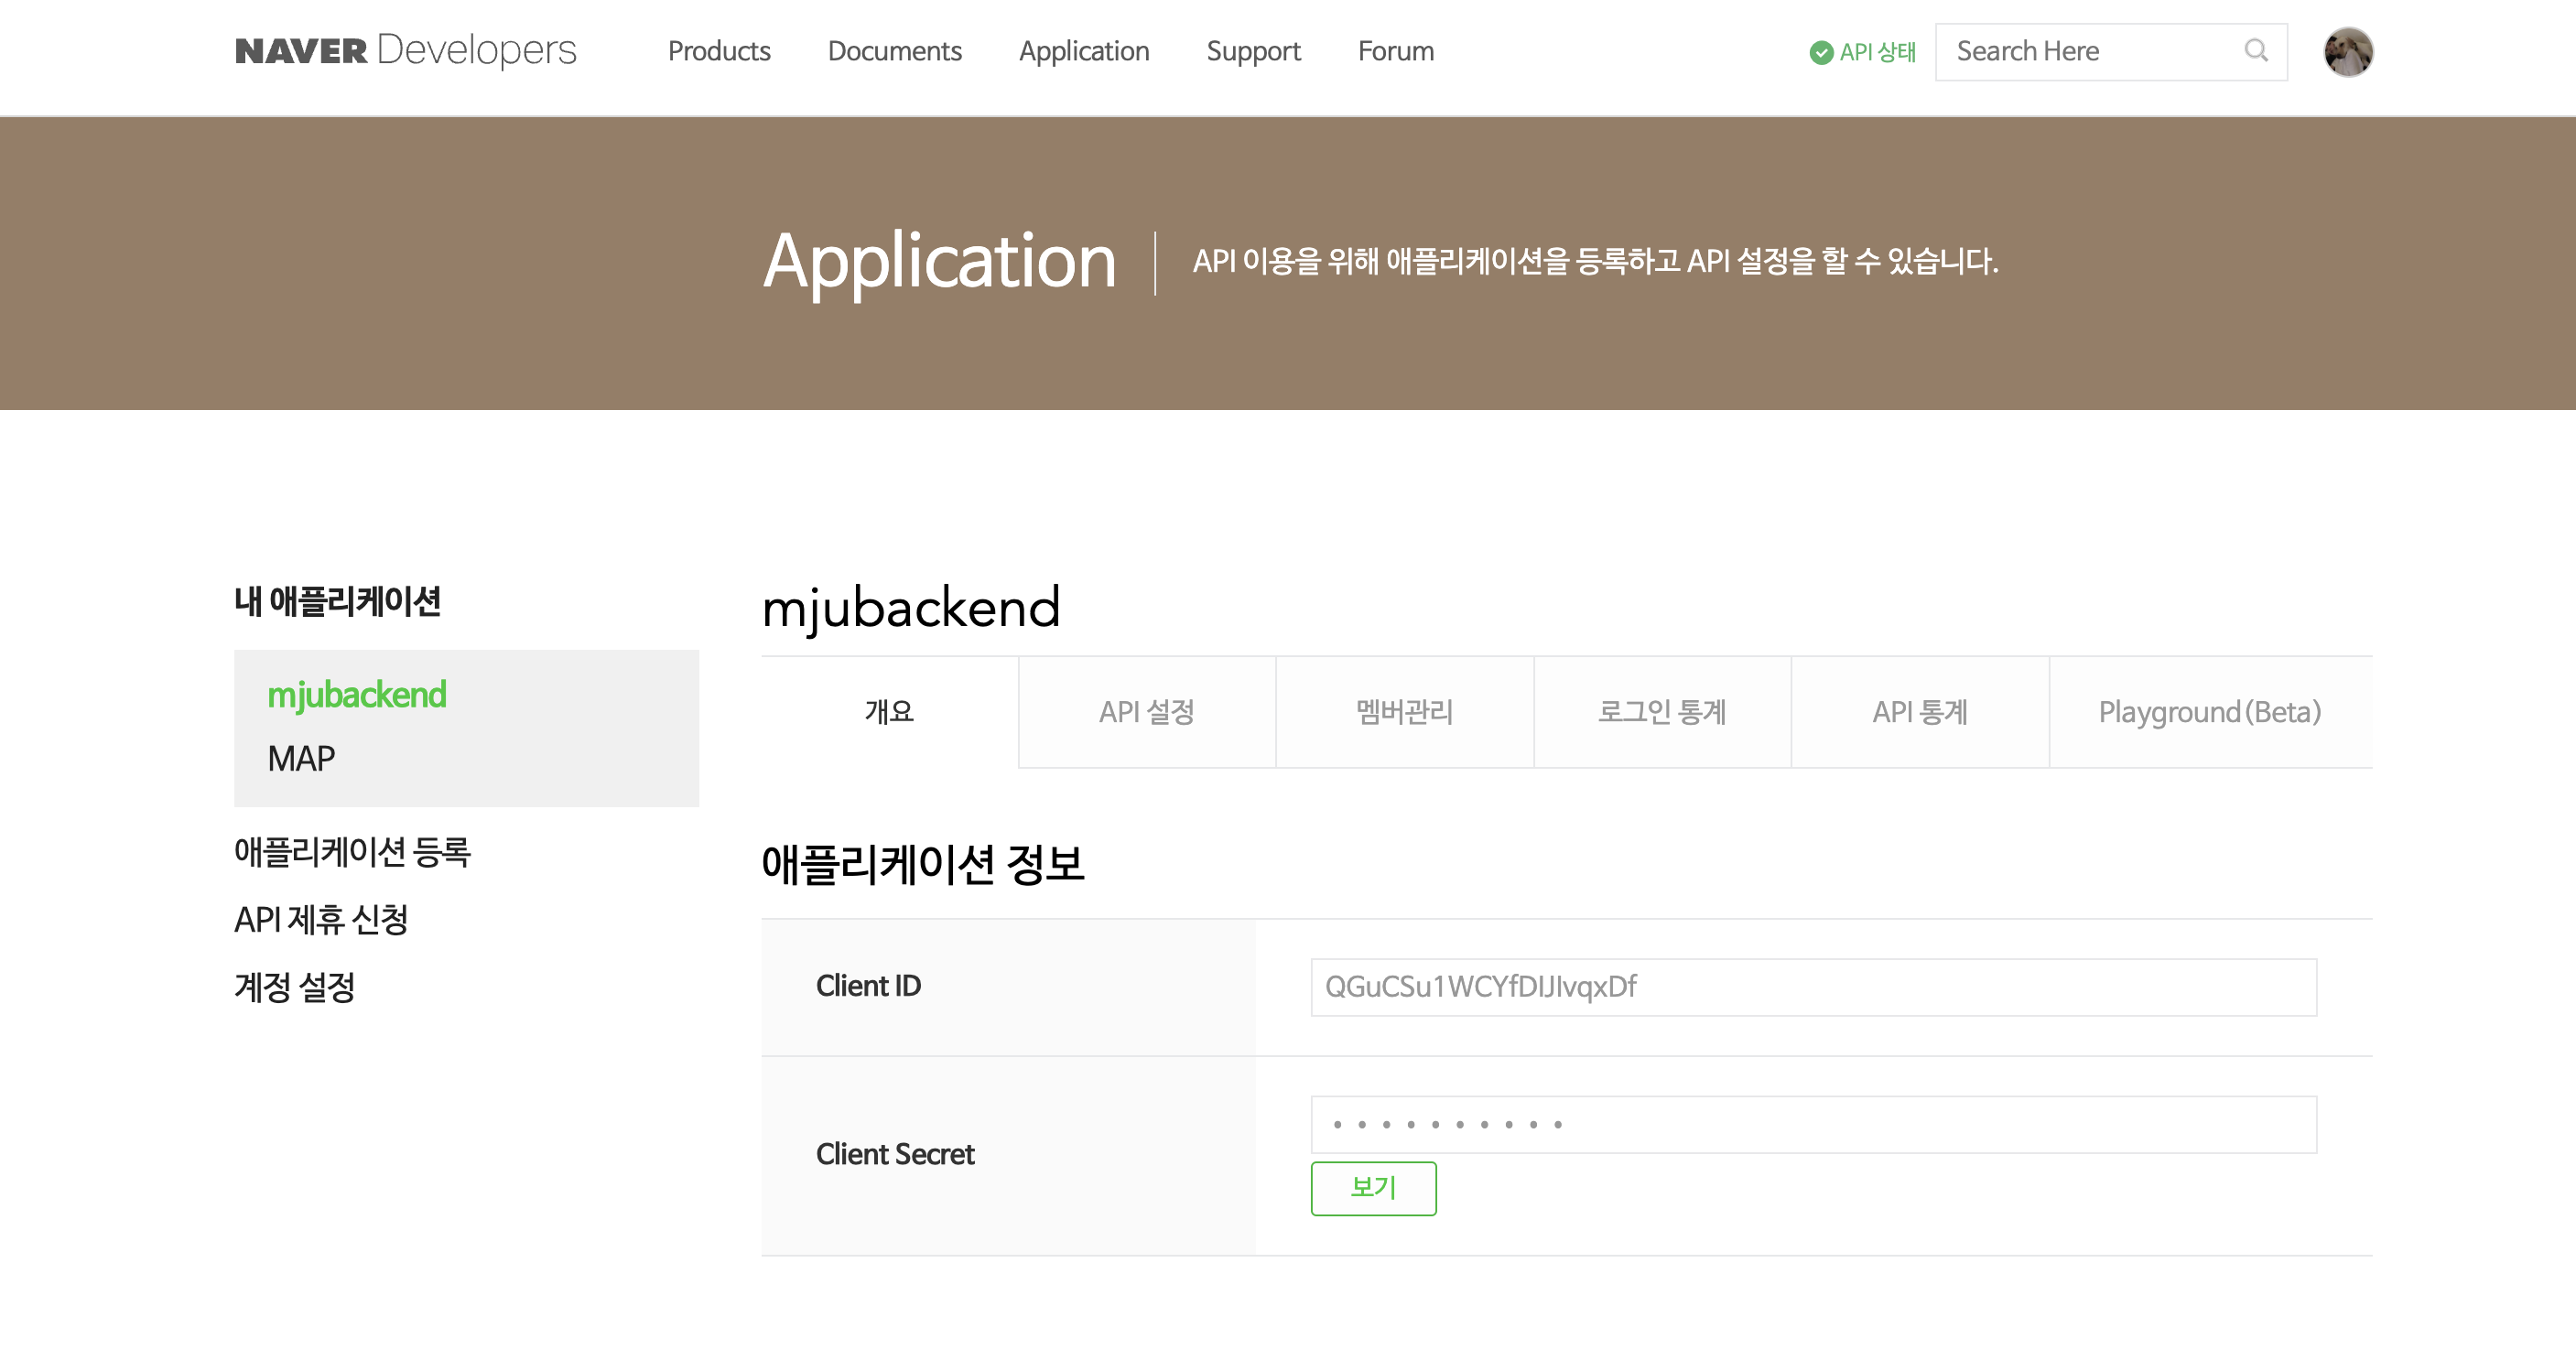 NAVER Developers
Products
Documents
Application
Support
Forum
API 상태
Search Here
Application
API 이용을 위해 애플리케이션을 등록하고 API 설정을 할 수 있습니다.
내 애플리케이션
mjubackend
MAP
애플리케이션 등록
API 제휴 신청
계정 설정
mjubackend
개요
API 설정
멤버관리
로그인 통계
API 통계
Playground(Beta)
애플리케이션 정보
Client ID
Client Secret
보기